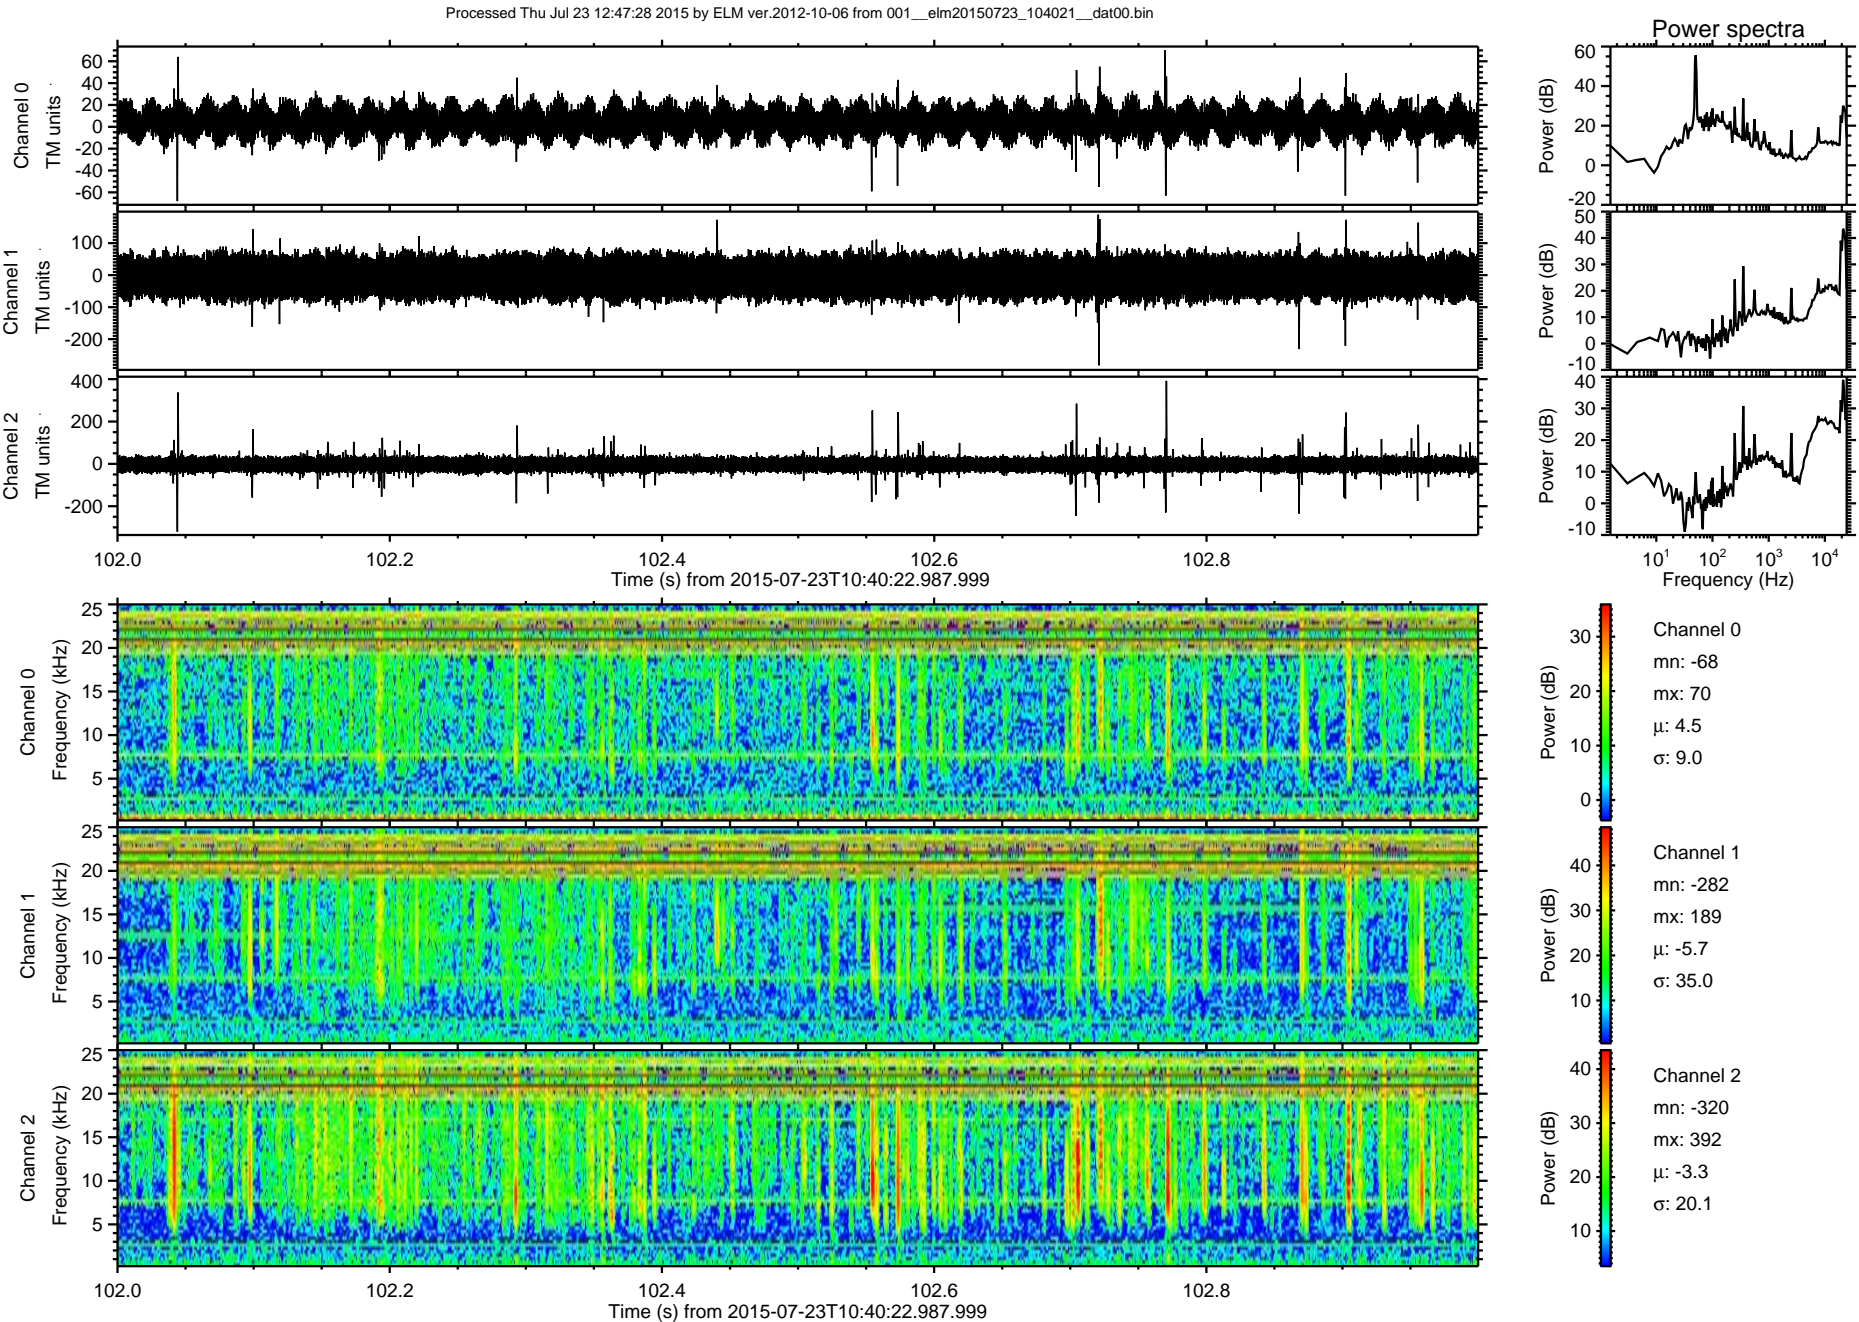 Processed Thu Jul 23 12:47:28 2015 by ELM ver.2012-10-06 from 001__elm20150723_104021__dat00.bin
Power spectra
Channel 0
TM units
60
40
20
0
-20
-40
-60
Power (dB)
60
40
20
0
-20
Channel 1
TM units
100
0
-100
-200
Power (dB)
50
40
30
20
10
0
-10
Channel 2
TM units
400
200
0
-200
Power (dB)
40
30
20
10
0
-10
102.0 102.2 102.4 102.6 102.8
Time (s) from 2015-07-23T10:40:22.987.999
10^1 10^2 10^3 10^4
Frequency (Hz)
Channel 0
Frequency (kHz)
25
20
15
10
5
Power (dB)
30
20
10
0
Channel 0
mn: -68
mx: 70
μ: 4.5
σ: 9.0
Channel 1
Frequency (kHz)
25
20
15
10
5
Power (dB)
40
30
20
10
Channel 1
mn: -282
mx: 189
μ: -5.7
σ: 35.0
Channel 2
Frequency (kHz)
25
20
15
10
5
Power (dB)
40
30
20
10
Channel 2
mn: -320
mx: 392
μ: -3.3
σ: 20.1
102.0 102.2 102.4 102.6 102.8
Time (s) from 2015-07-23T10:40:22.987.999